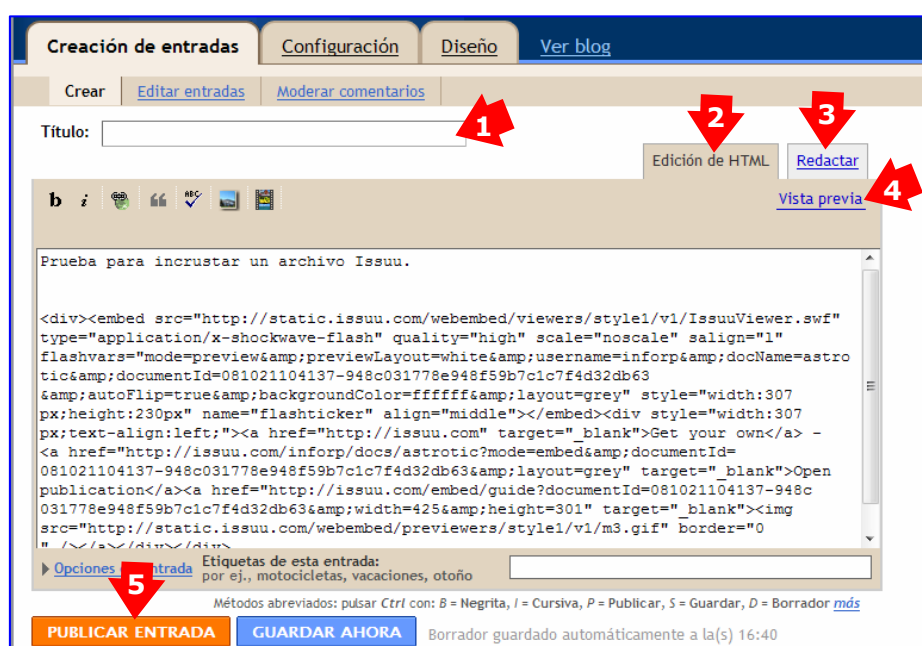 Creación de entradas Configuración Diseño Ver blog
Crear Editar entradas Moderar comentarios
Título: 1
2 3
Edición de HTML Redactar
b i ABC Vista previa 4
Prueba para incrustar un archivo Issuu.
<div><embed src="http://static.issuu.com/webembed/viewers/style1/v1/IssuuViewer.swf"
type="application/x-shockwave-flash" quality="high" scale="noscale" salign="l"
flashvars="mode=preview&amp;previewLayout=white&amp;username=inforp&amp;docName=astro
tic&amp;documentId=081021104137-948c031778e948f59b7c1c7f4d32db63
&amp;autoFlip=true&amp;backgroundColor=ffffff&amp;layout=grey" style="width:307
px;height:230px" name="flashticker" align="middle"></embed><div style="width:307
px;text-align:left;"><a href="http://issuu.com" target="_blank">Get your own</a> -
<a href="http://issuu.com/inforp/docs/astrotic?mode=embed&amp;documentId=
081021104137-948c031778e948f59b7c1c7f4d32db63&amp;layout=grey" target="_blank">Open
publication</a><a href="http://issuu.com/embed/guide?documentId=081021104137-948c
031778e948f59b7c1c7f4d32db63&amp;width=425&amp;height=301" target="_blank"><img
src="http://static.issuu.com/webembed/previewers/style1/v1/m3.gif" border="0
" /></a></div></div>
Opciones entrada Etiquetas de esta entrada:
por ej., motocicletas, vacaciones, otoño
5
Métodos abreviados: pulsar Ctrl con: B = Negrita, I = Cursiva, P = Publicar, S = Guardar, D = Borrador más
PUBLICAR ENTRADA GUARDAR AHORA Borrador guardado automáticamente a la(s) 16:40